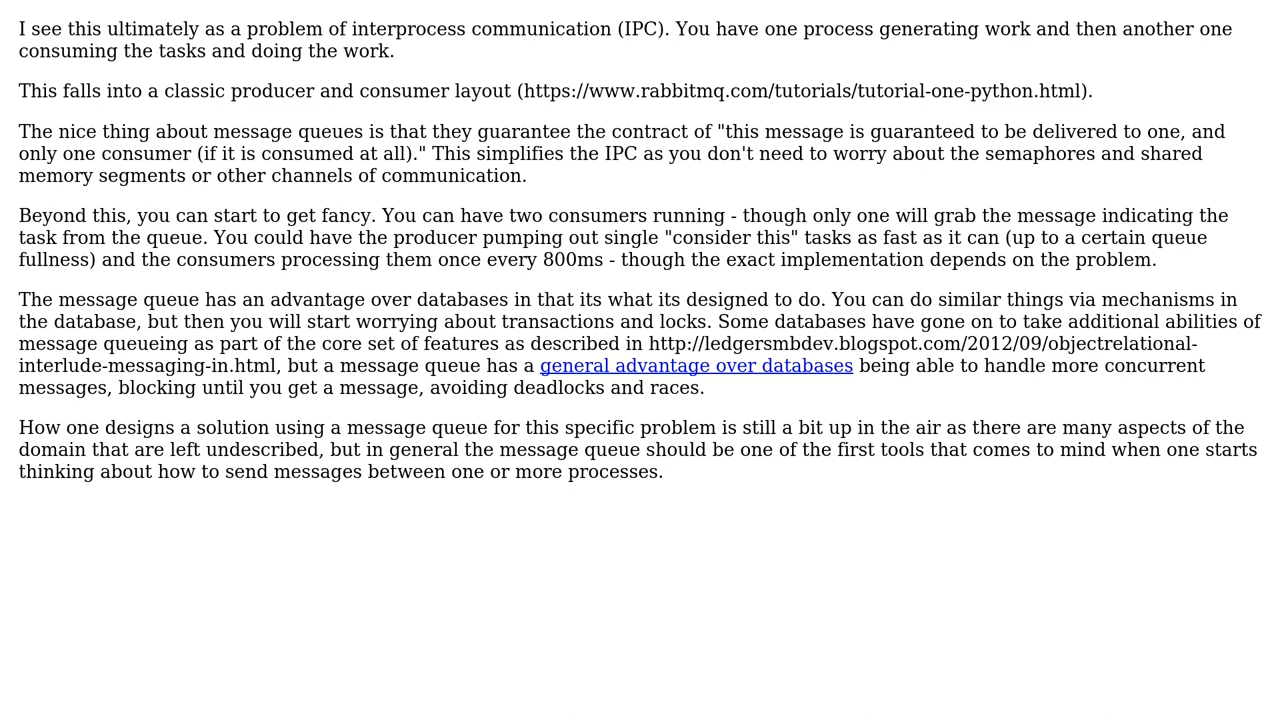 I see this ultimately as a problem of interprocess communication (IPC). You have one process generating work and then another one
consuming the tasks and doing the work.
This falls into a classic producer and consumer layout (https://www.rabbitmq.com/tutorials/tutorial-one-python.html).
The nice thing about message queues is that they guarantee the contract of "this message is guaranteed to be delivered to one, and
only one consumer (if it is consumed at all)." This simplifies the IPC as you don't need to worry about the semaphores and shared
memory segments or other channels of communication.
Beyond this, you can start to get fancy. You can have two consumers running - though only one will grab the message indicating the
task from the queue. You could have the producer pumping out single "consider this" tasks as fast as it can (up to a certain queue
fullness) and the consumers processing them once every 800ms - though the exact implementation depends on the problem.
The message queue has an advantage over databases in that its what its designed to do. You can do similar things via mechanisms in
the database, but then you will start worrying about transactions and locks. Some databases have gone on to take additional abilities of
message queueing as part of the core set of features as described in http://ledgersmbdev.blogspot.com/2012/09/objectrelational-
interlude-messaging-in.html, but a message queue has a general advantage over databases being able to handle more concurrent
messages, blocking until you get a message, avoiding deadlocks and races.
How one designs a solution using a message queue for this specific problem is still a bit up in the air as there are many aspects of the
domain that are left undescribed, but in general the message queue should be one of the first tools that comes to mind when one starts
thinking about how to send messages between one or more processes.